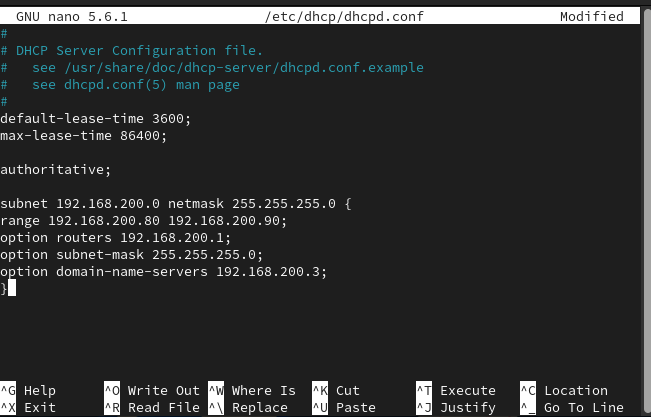 GNU nano 5.6.1 /etc/dhcp/dhcpd.conf Modified
#
# DHCP Server Configuration file.
#   see /usr/share/doc/dhcp-server/dhcpd.conf.example
#   see dhcpd.conf(5) man page
#
default-lease-time 3600;
max-lease-time 86400;
authoritative;
subnet 192.168.200.0 netmask 255.255.255.0 {
range 192.168.200.80 192.168.200.90;
option routers 192.168.200.1;
option subnet-mask 255.255.255.0;
option domain-name-servers 192.168.200.3;
}
^G Help ^O Write Out ^W Where Is ^K Cut ^T Execute ^C Location
^X Exit ^R Read File ^\ Replace ^U Paste ^J Justify ^_ Go To Line